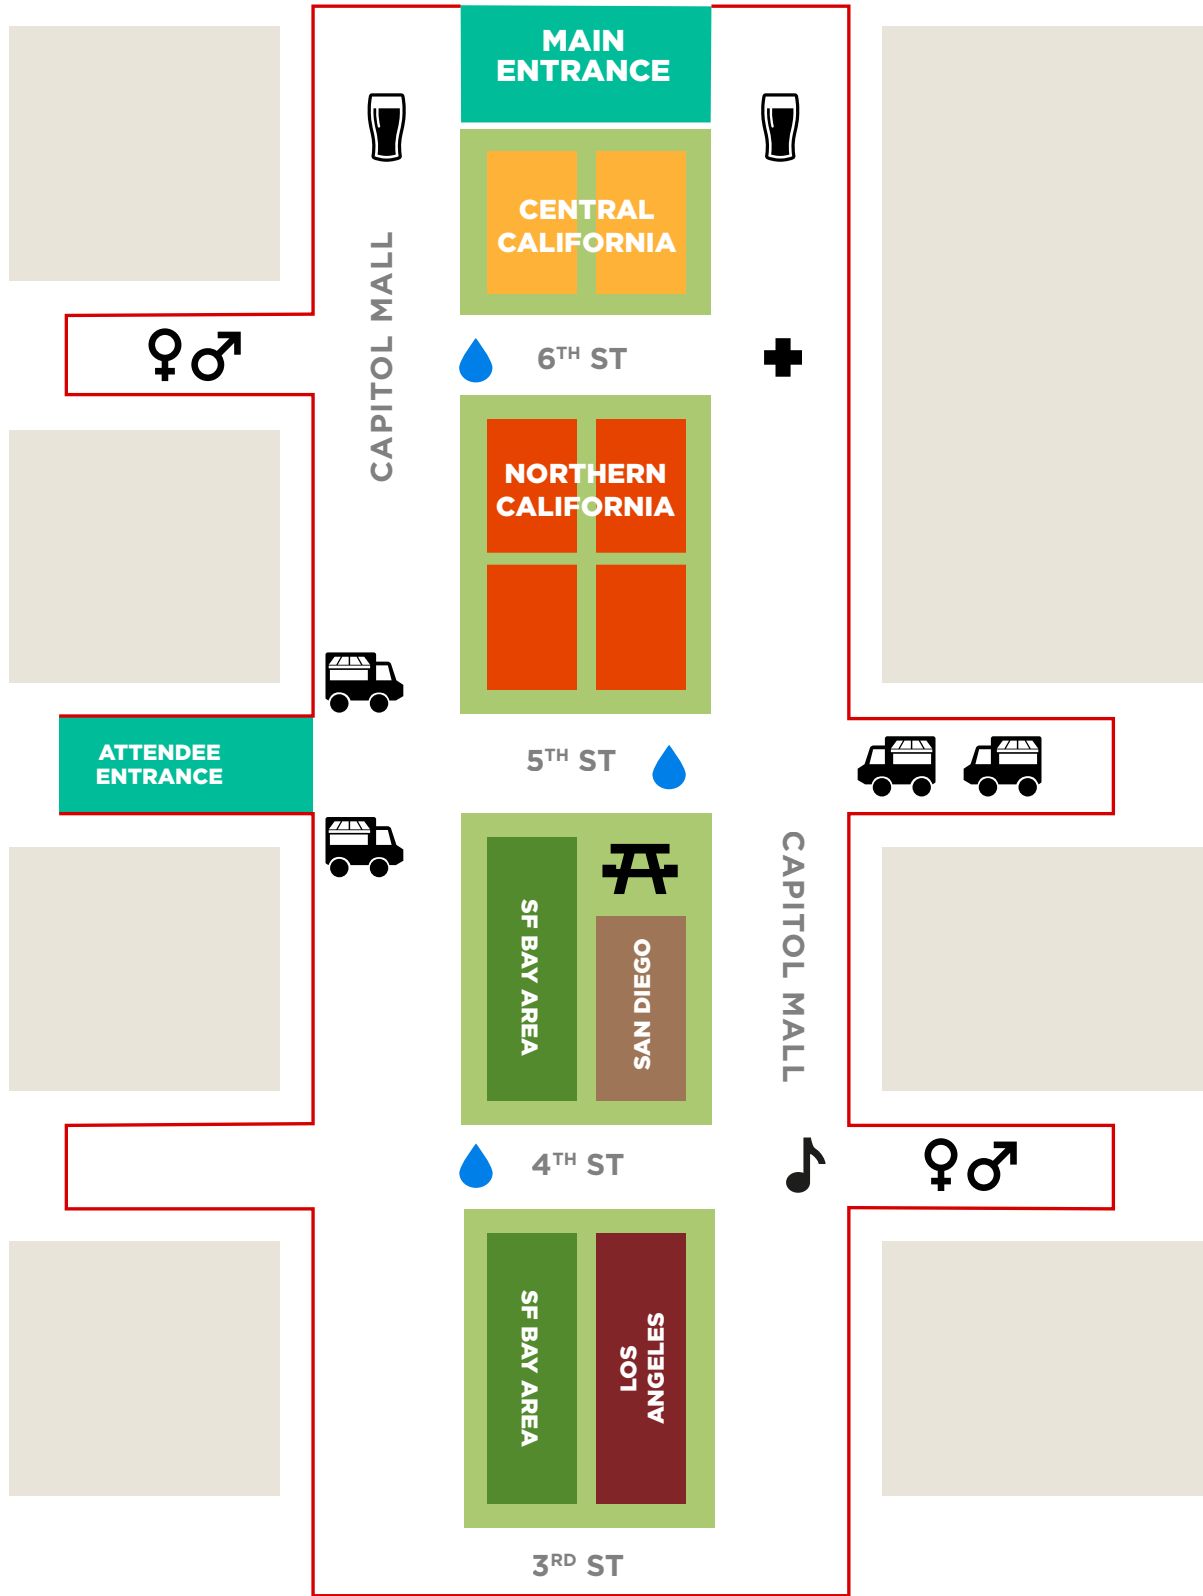 MAIN
ENTRANCE
CENTRAL
CALIFORNIA
CAPITOL MALL
6TH ST
NORTHERN
CALIFORNIA
ATTENDEE
ENTRANCE
5TH ST
SF BAY AREA
SAN DIEGO
CAPITOL MALL
4TH ST
SF BAY AREA
LOS
ANGELES
3RD ST